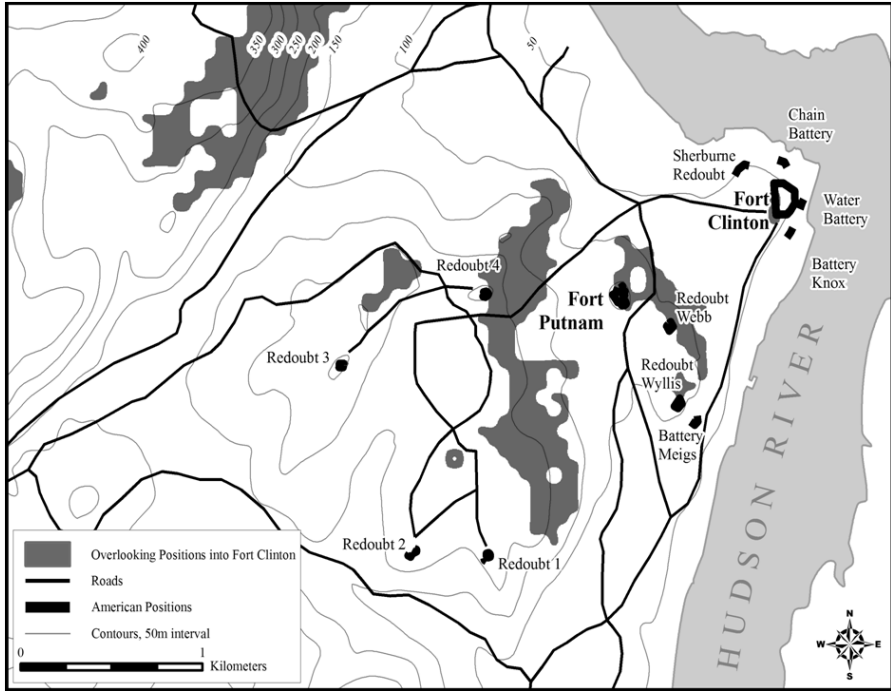 400
350
300
250
200
150
100
50
Chain
Battery
Sherburne
Redoubt
Fort
Clinton
Water
Battery
Battery
Knox
Redoubt 4
Fort
Putnam
Redoubt
Webb
Redoubt 3
Redoubt
Wyllis
Battery
Meigs
HUDSON RIVER
Redoubt 2
Redoubt 1
Overlooking Positions into Fort Clinton
Roads
American Positions
Contours, 50m interval
0 1
Kilometers
N
W E
S